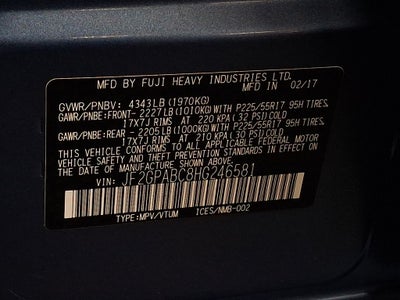 MFD BY FUJI HEAVY INDUSTRIES LTD.
MFD IN 02/17
GVWR/PNBV: 4343LB(1970KG)
GAWR/PNBE:FRONT-2227LB(1010KG)WITH P225/55R17 95H TIRES,
17X7J RIMS AT 220 KPA(32 PSI)COLD
GAWR/PNBE:REAR -2205LB(1000KG)WITH P225/55R17 95H TIRES,
17X7J RIMS AT 210 KPA(30 PSI)COLD
THIS VEHICLE CONFORMS TO ALL APPLICABLE FEDERAL MOTOR
VEHICLE SAFETY STANDARDS IN EFFECT ON THE DATE OF
MANUFACTURE SHOWN ABOVE.
VIN: JF2GPABC8HG246581
TYPE:MPV/VTUM ICES/NMB-002